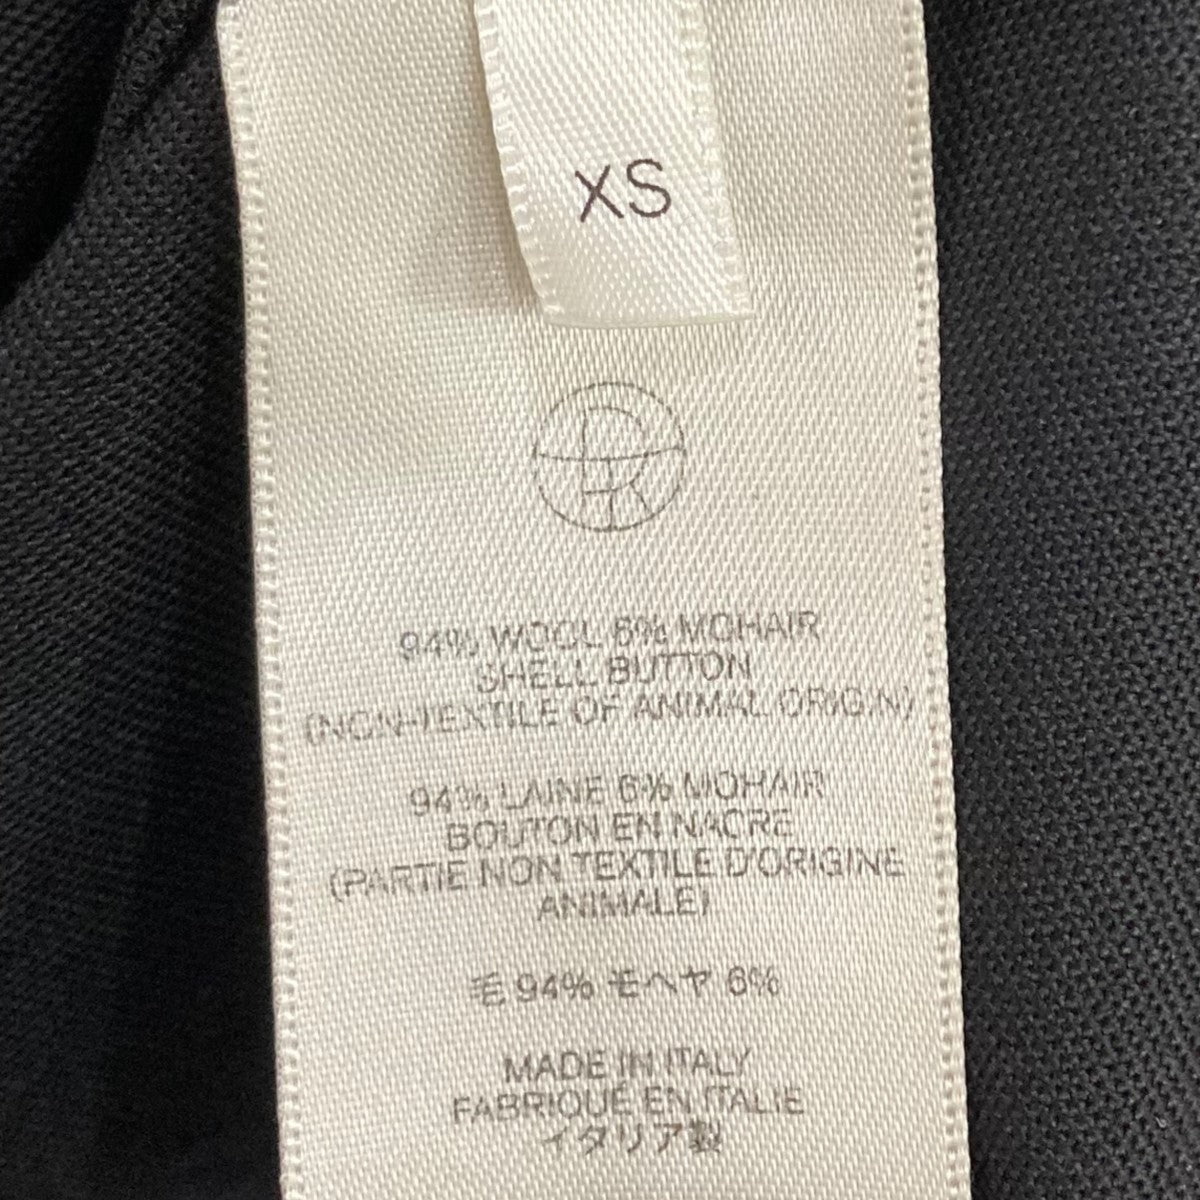 XS
94% WOOL 6% MOHAIR
SHELL BUTTON
(NON-TEXTILE OF ANIMAL ORIGIN)
94% LAINE 6% MOHAIR
BOUTON EN NACRE
(PARTIE NON TEXTILE D'ORIGINE
ANIMALE)
毛 94% モヘヤ 6%
MADE IN ITALY
FABRIQUÉ EN ITALIE
イタリア製